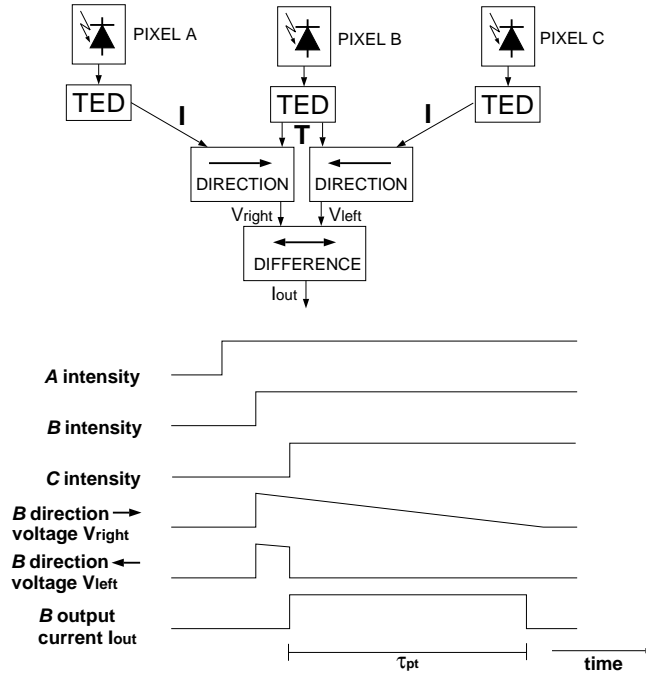 PIXEL A
PIXEL B
PIXEL C
TED
TED
TED
I
T
I
DIRECTION
DIRECTION
Vright
Vleft
DIFFERENCE
Iout
A intensity
B intensity
C intensity
B direction
voltage Vright
B direction
voltage Vleft
B output
current Iout
τpt
time